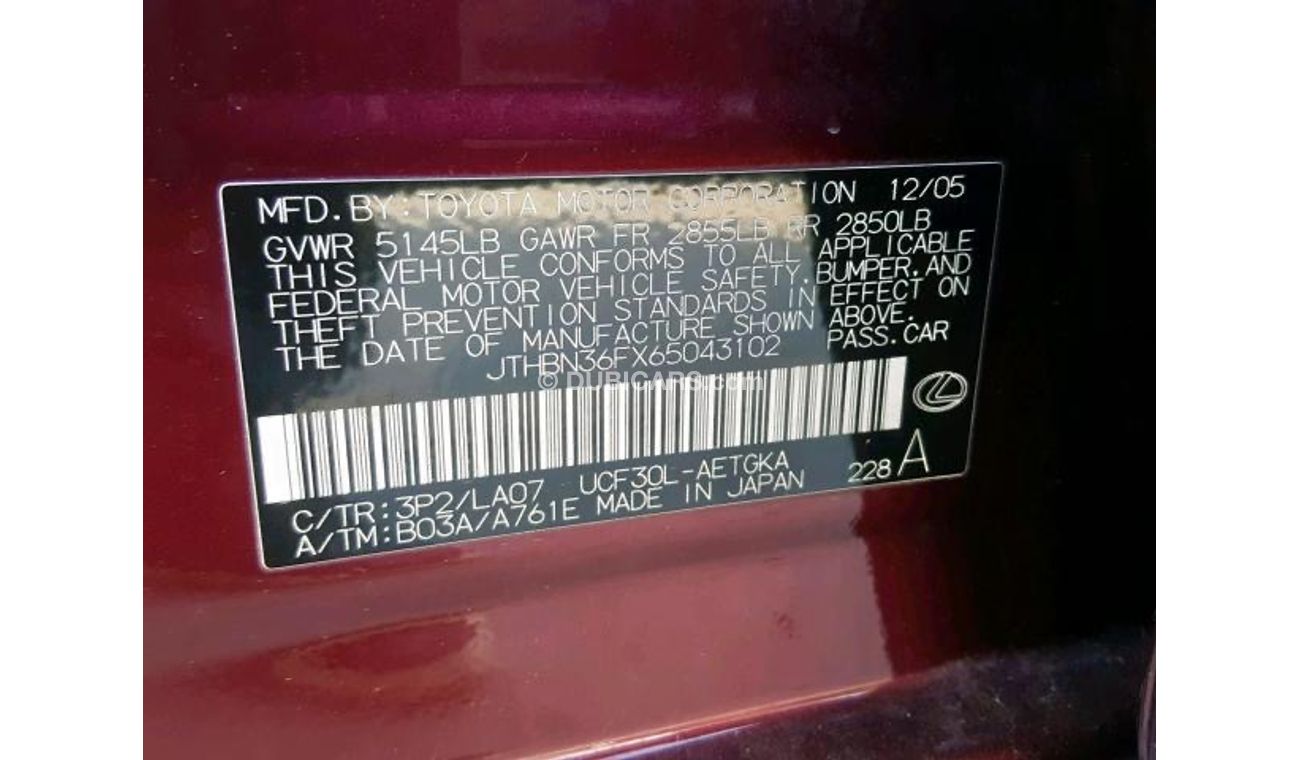 MFD.BY:TOYOTA MOTOR CORPORATION 12/05
GVWR 5145LB GAWR FR 2855LB RR 2850LB
THIS VEHICLE CONFORMS TO ALL APPLICABLE
FEDERAL MOTOR VEHICLE SAFETY,BUMPER,AND
THEFT PREVENTION STANDARDS IN EFFECT ON
THE DATE OF MANUFACTURE SHOWN ABOVE.
JTHBN36FX65043102 PASS.CAR
© DUBICARS.com
C/TR:3P2/LA07 UCF30L-AETGKA 228 A
A/TM:B03A/A761E MADE IN JAPAN